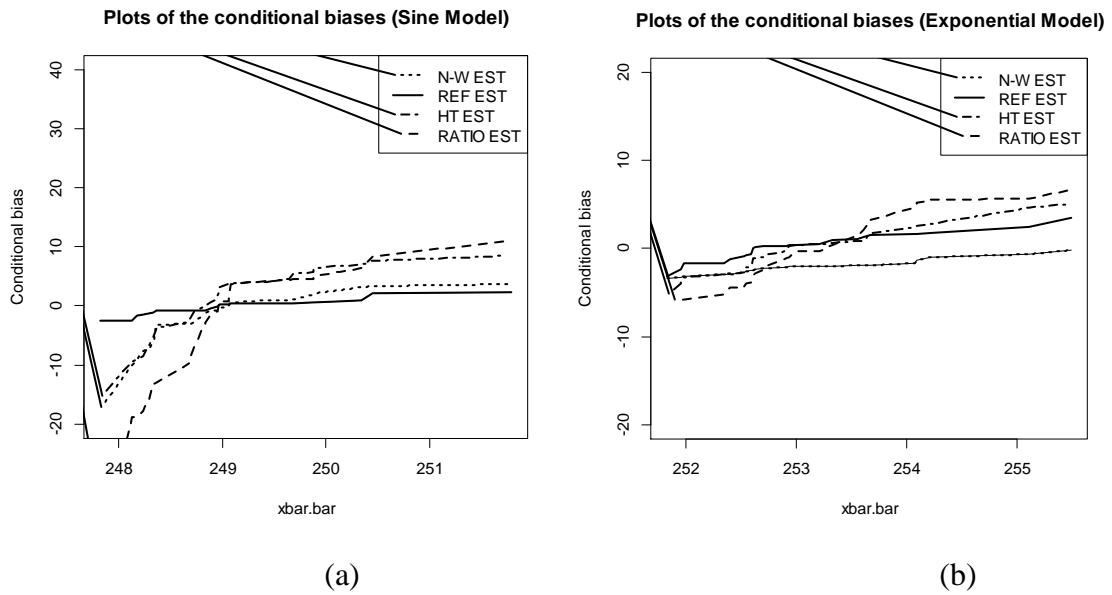 Plots of the conditional biases (Sine Model)
40
30
20
10
0
-10
-20
Conditional bias
N-W EST
REF EST
HT EST
RATIO EST
248
249
250
251
xbar.bar
(a)
Plots of the conditional biases (Exponential Model)
20
10
0
-10
-20
Conditional bias
N-W EST
REF EST
HT EST
RATIO EST
252
253
254
255
xbar.bar
(b)